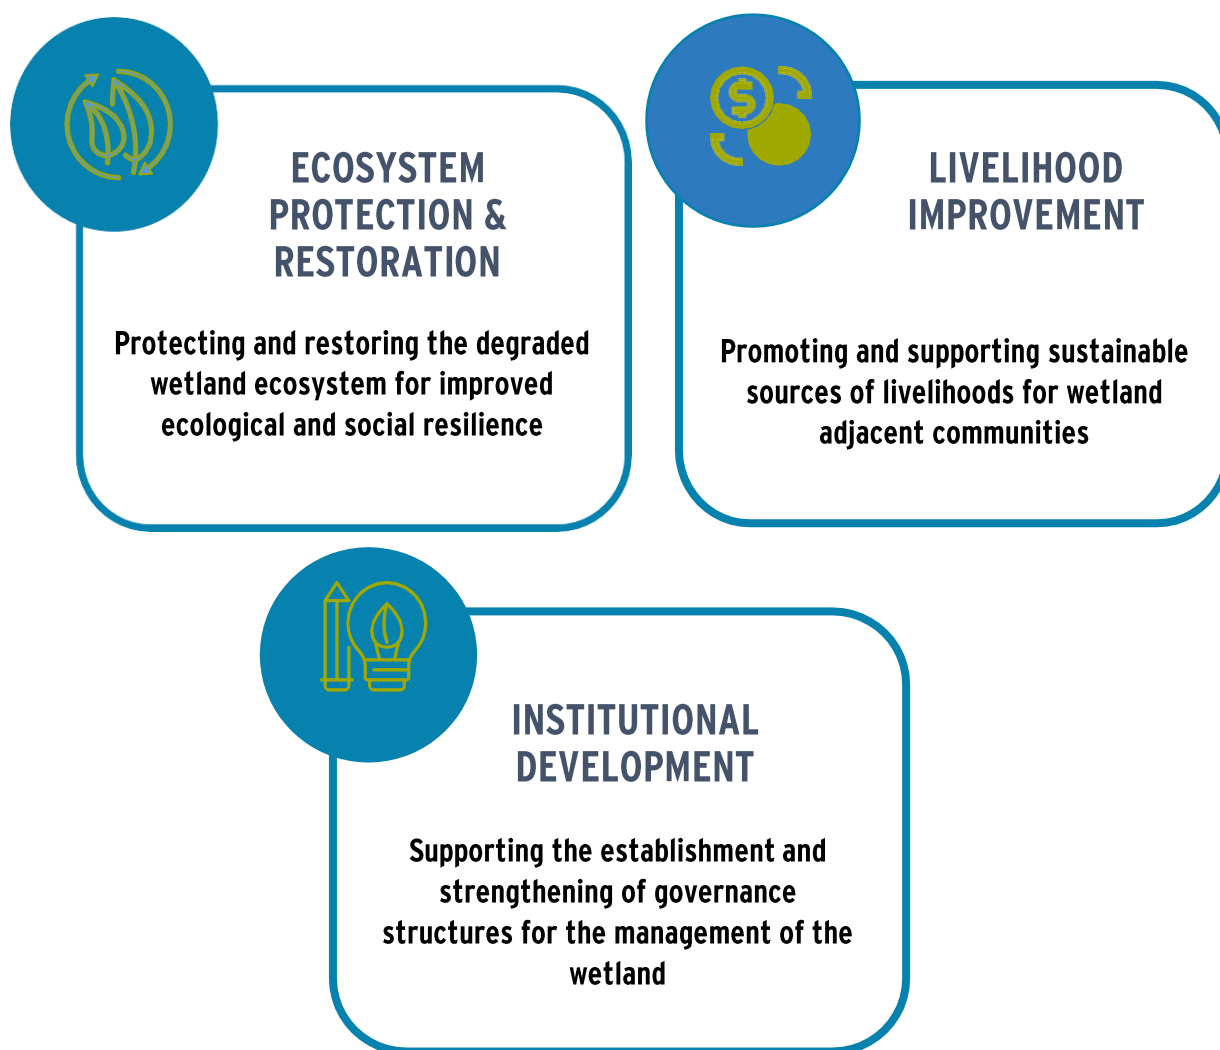 ECOSYSTEM
PROTECTION &
RESTORATION
Protecting and restoring the degraded
wetland ecosystem for improved
ecological and social resilience
$
LIVELIHOOD
IMPROVEMENT
Promoting and supporting sustainable
sources of livelihoods for wetland
adjacent communities
INSTITUTIONAL
DEVELOPMENT
Supporting the establishment and
strengthening of governance
structures for the management of the
wetland